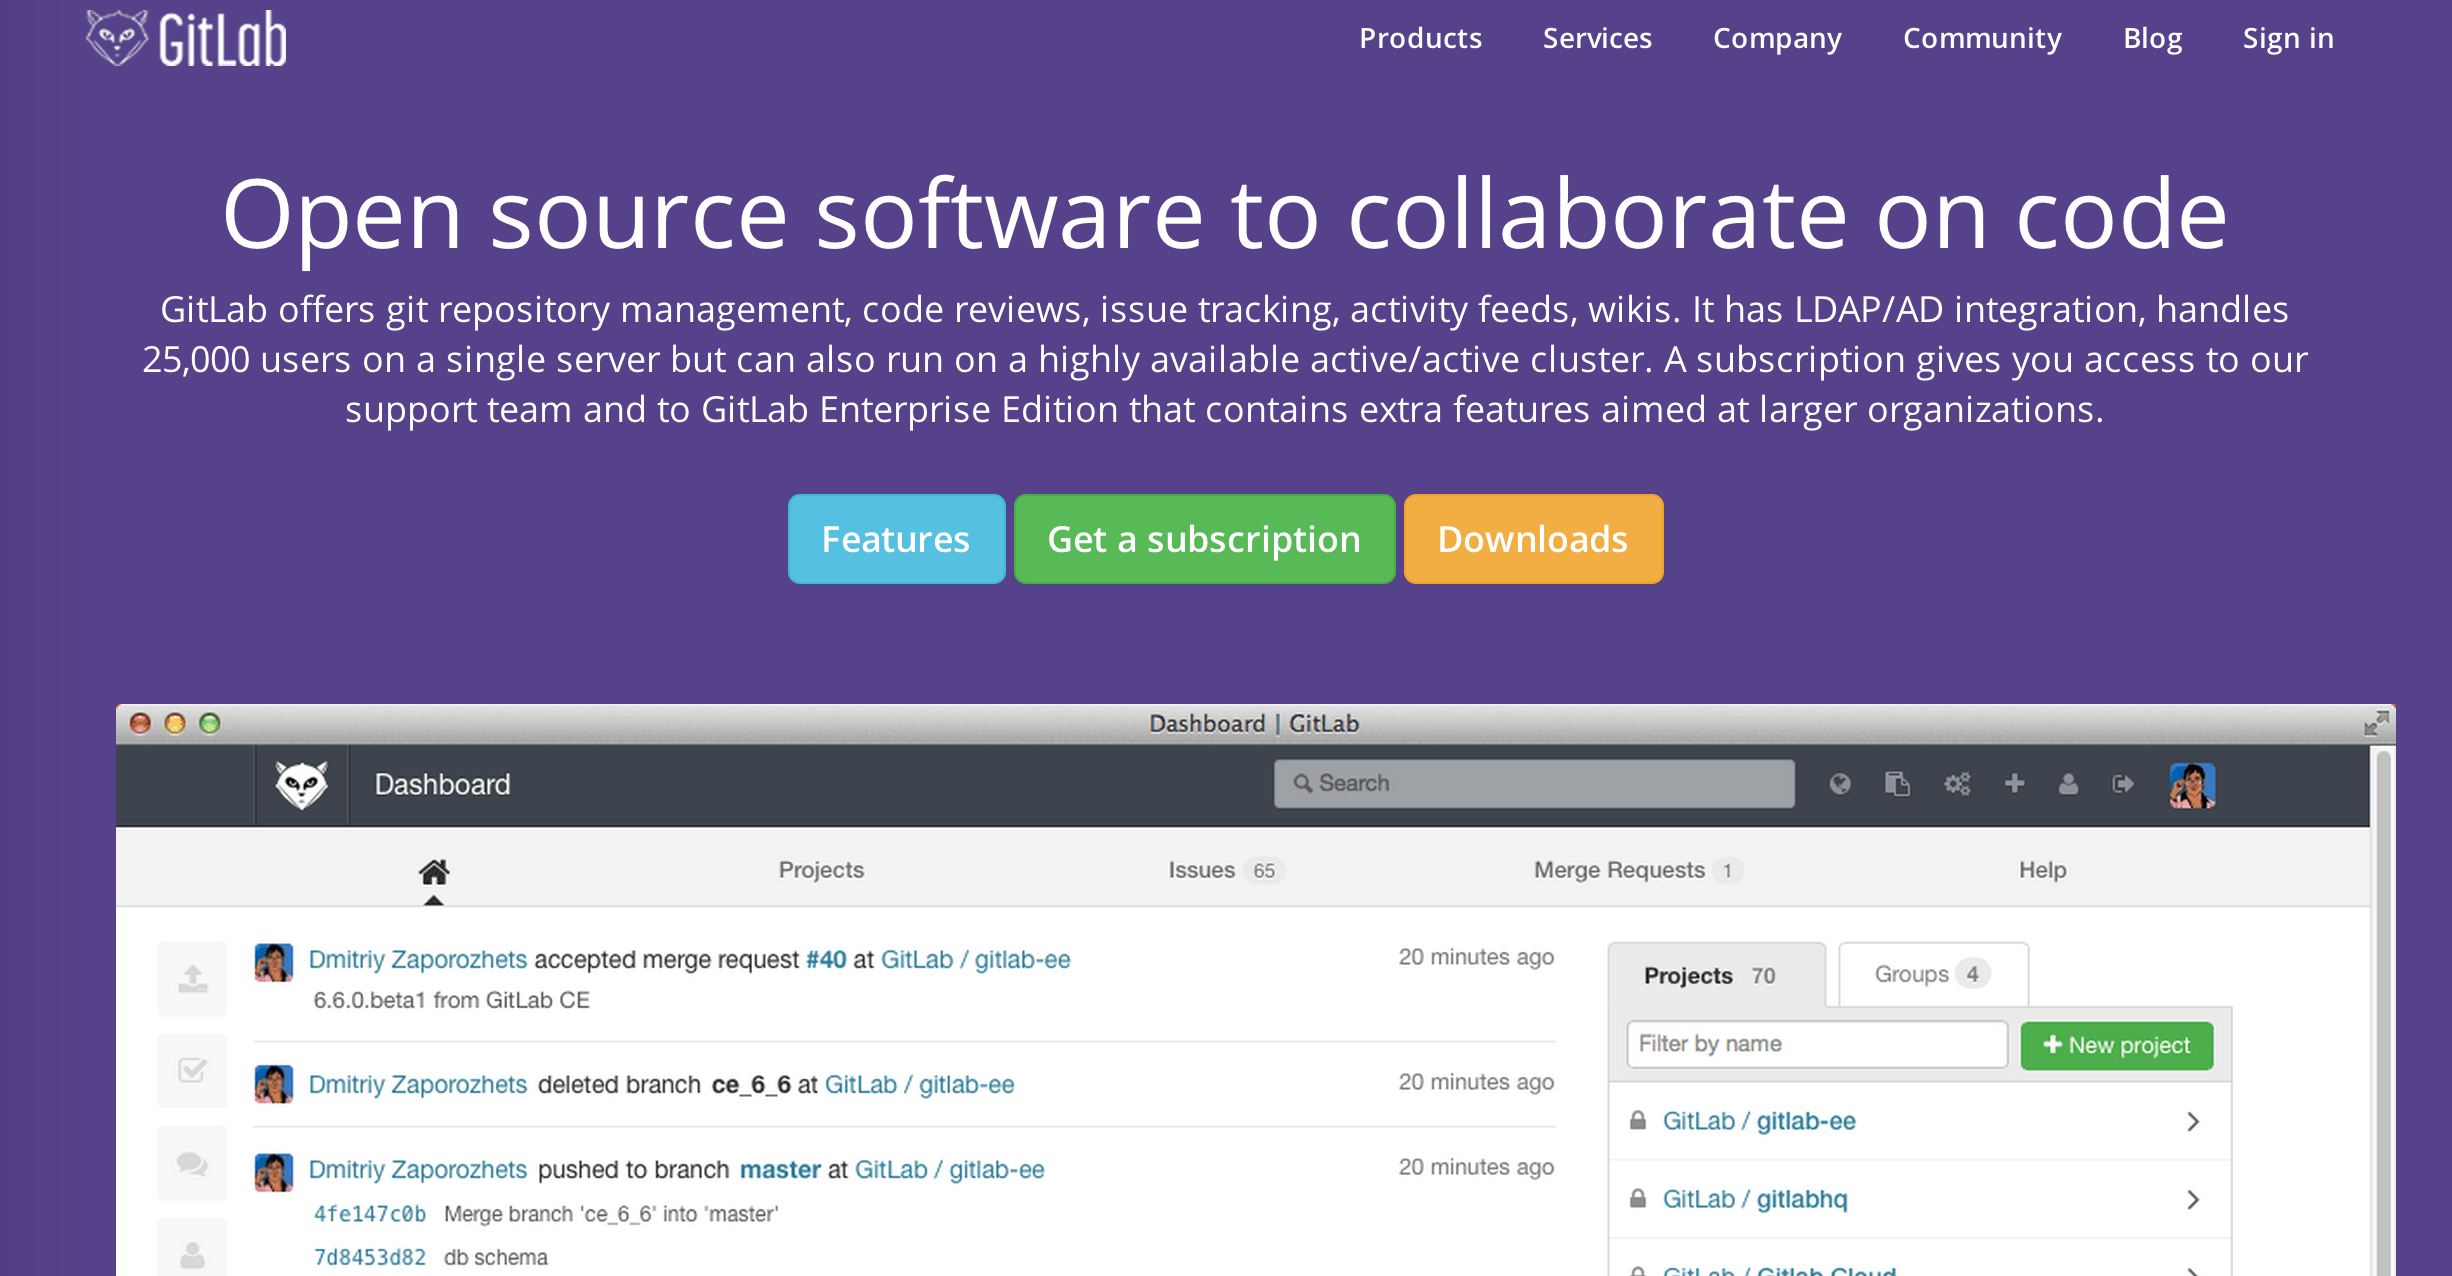 GitLab
Products Services Company Community Blog Sign in
Open source software to collaborate on code
GitLab offers git repository management, code reviews, issue tracking, activity feeds, wikis. It has LDAP/AD integration, handles
25,000 users on a single server but can also run on a highly available active/active cluster. A subscription gives you access to our
support team and to GitLab Enterprise Edition that contains extra features aimed at larger organizations.
Features Get a subscription Downloads
Dashboard | GitLab
Dashboard Search
Projects Issues 65 Merge Requests 1 Help
Dmitriy Zaporozhets accepted merge request #40 at GitLab / gitlab-ee 20 minutes ago
6.6.0.beta1 from GitLab CE
Dmitriy Zaporozhets deleted branch ce_6_6 at GitLab / gitlab-ee 20 minutes ago
Dmitriy Zaporozhets pushed to branch master at GitLab / gitlab-ee 20 minutes ago
4fe147c0b Merge branch 'ce_6_6' into 'master'
7d8453d82 db schema
Projects 70 Groups 4
Filter by name + New project
GitLab / gitlab-ee
GitLab / gitlabhq
GitLab / Gitlab Cloud